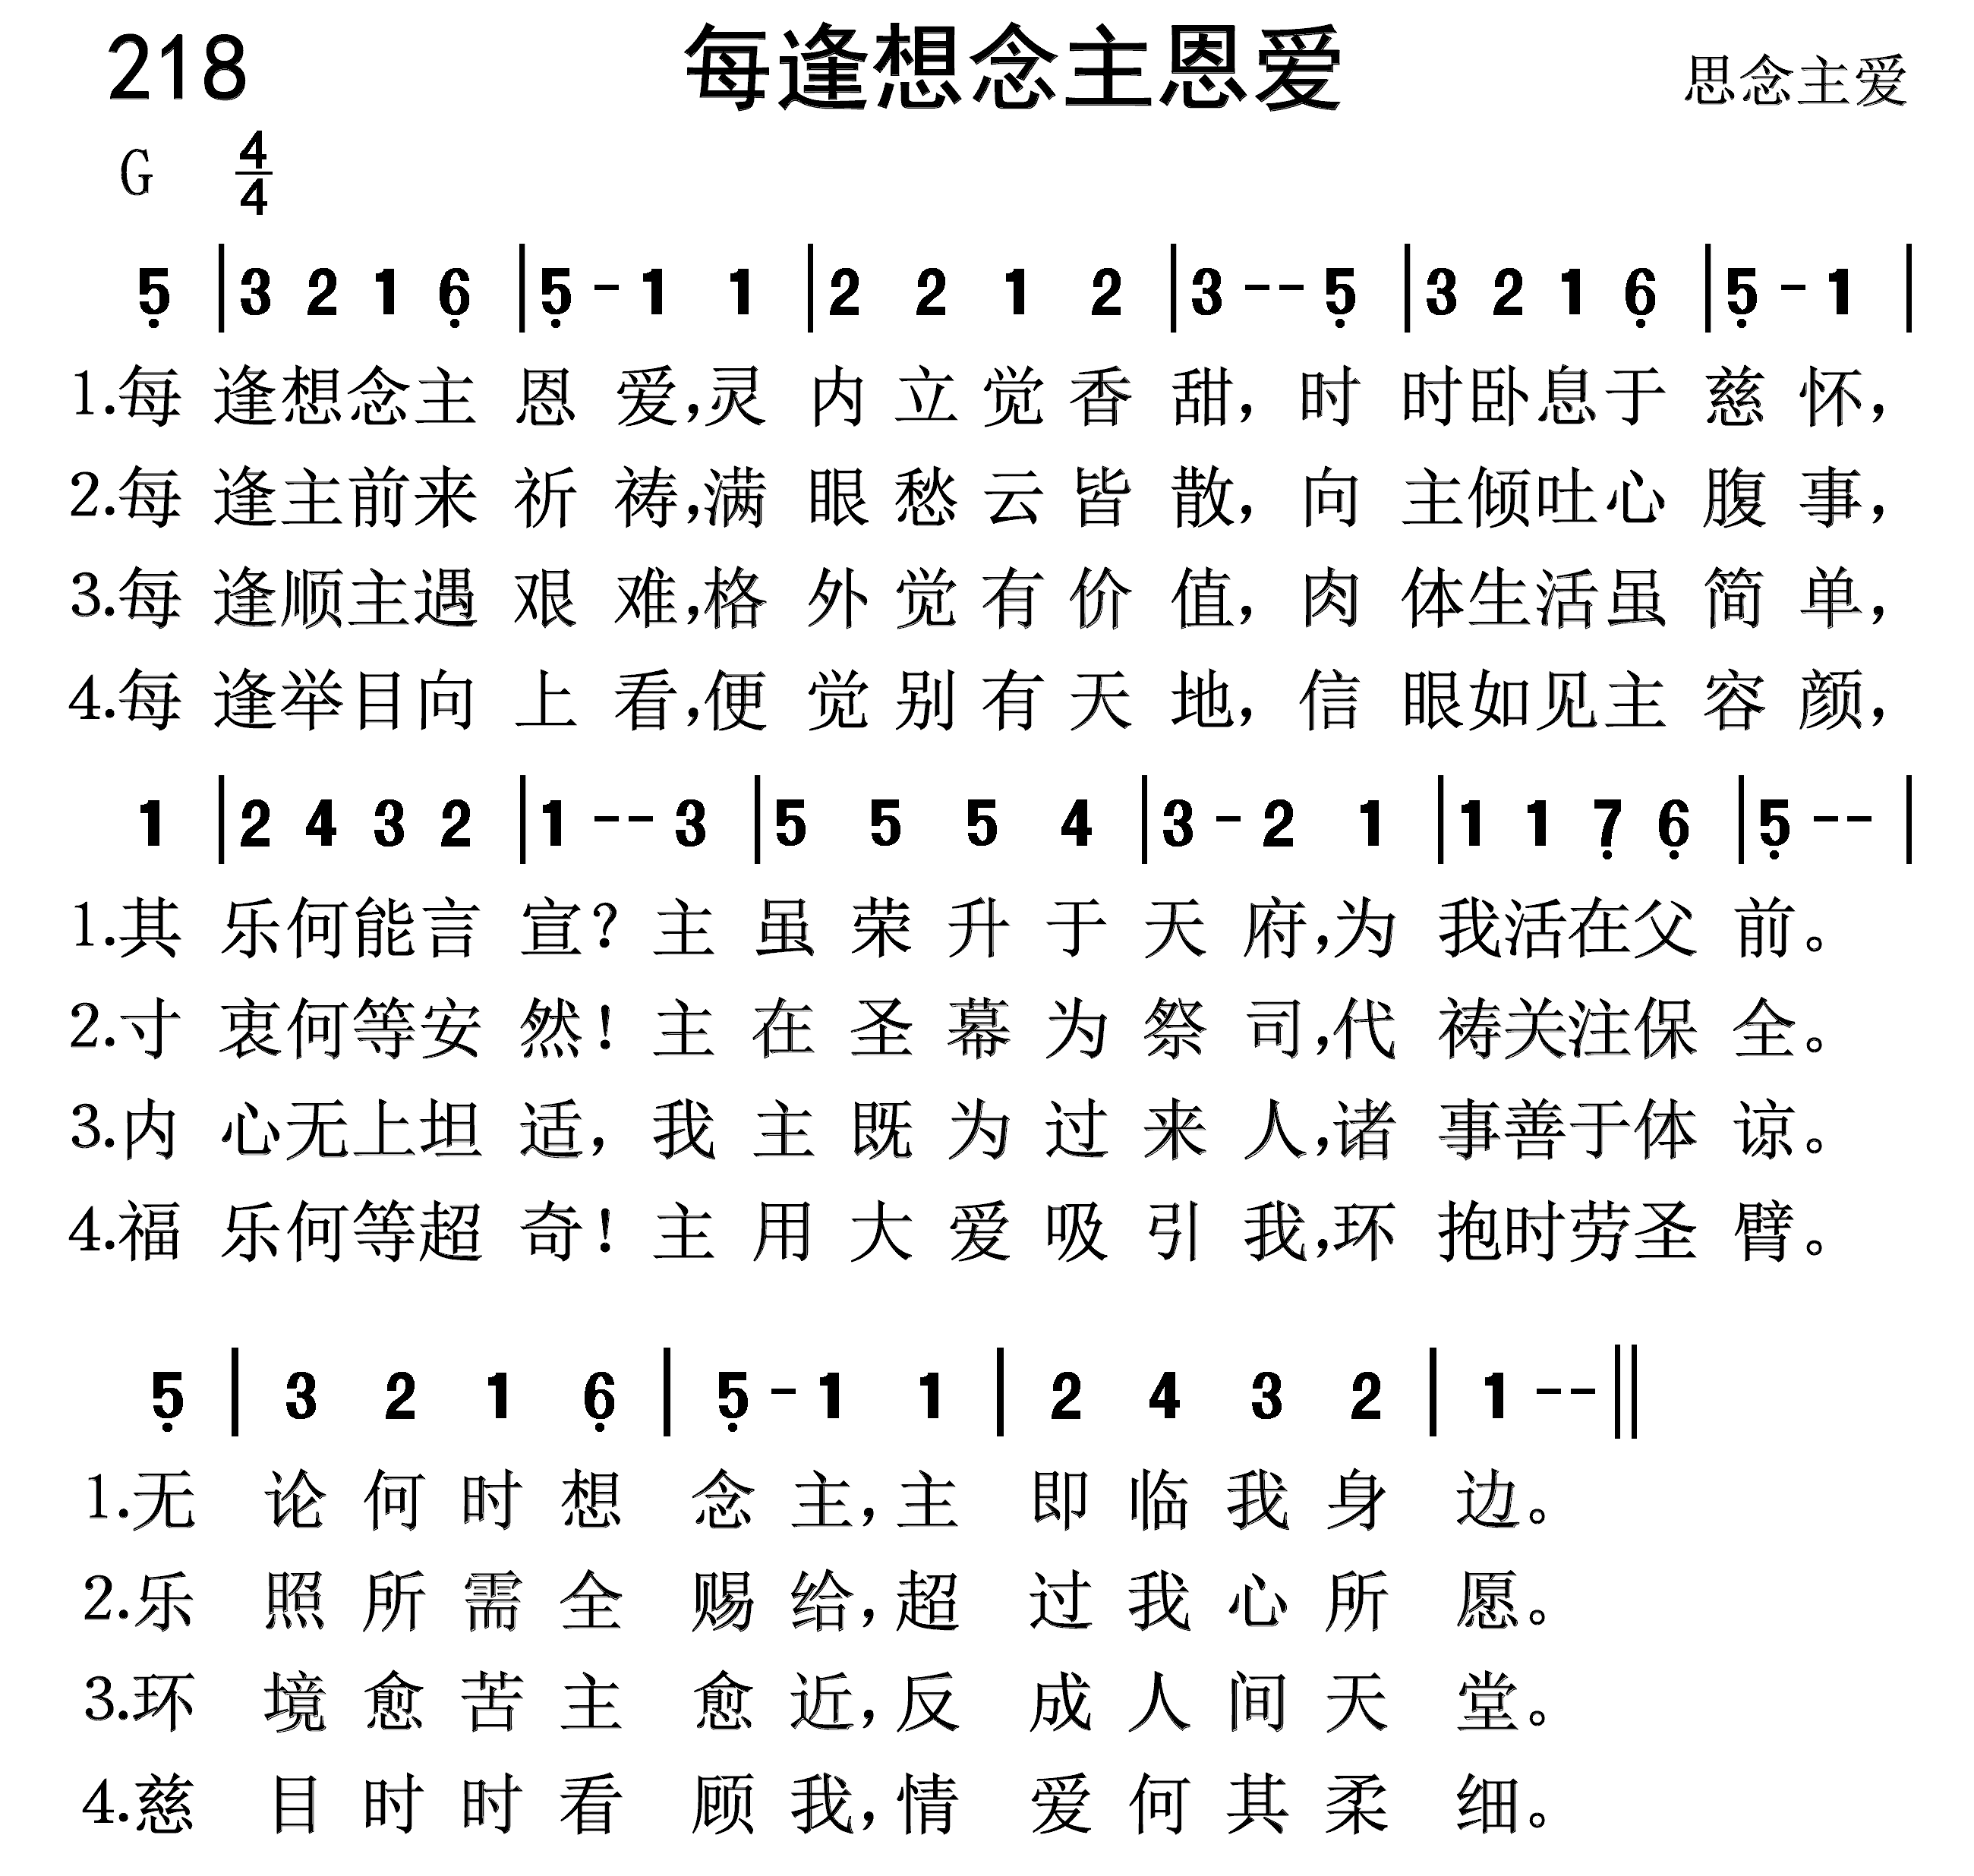 218 每逢想念主恩爱 思念主爱
G 4/4
5̣ | 3 2 1 6̣ | 5̣ - 1 1 | 2 2 1 2 | 3 - - 5̣ | 3 2 1 6̣ | 5̣ - 1 |
1.每逢想念主恩爱,灵内立觉香甜,时时卧息于慈怀,
2.每逢主前来祈祷,满眼愁云皆散,向主倾吐心腹事,
3.每逢顺主遇艰难,格外觉有价值,肉体生活虽简单,
4.每逢举目向上看,便觉别有天地,信眼如见主容颜,
1 | 2 4 3 2 | 1 - - 3 | 5 5 5 4 | 3 - 2 1 | 1 1 7̣ 6̣ | 5̣ - - |
1.其乐何能言宣?主虽荣升于天府,为我活在父前。
2.寸衷何等安然!主在圣幕为祭司,代祷关注保全。
3.内心无上坦适,我主既为过来人,诸事善于体谅。
4.福乐何等超奇!主用大爱吸引我,环抱时劳圣臂。
5̣ | 3 2 1 6̣ | 5̣ - 1 1 | 2 4 3 2 | 1 - - ||
1.无论何时想念主,主即临我身边。
2.乐照所需全赐给,超过我心所愿。
3.环境愈苦主愈近,反成人间天堂。
4.慈目时时看顾我,情爱何其柔细。